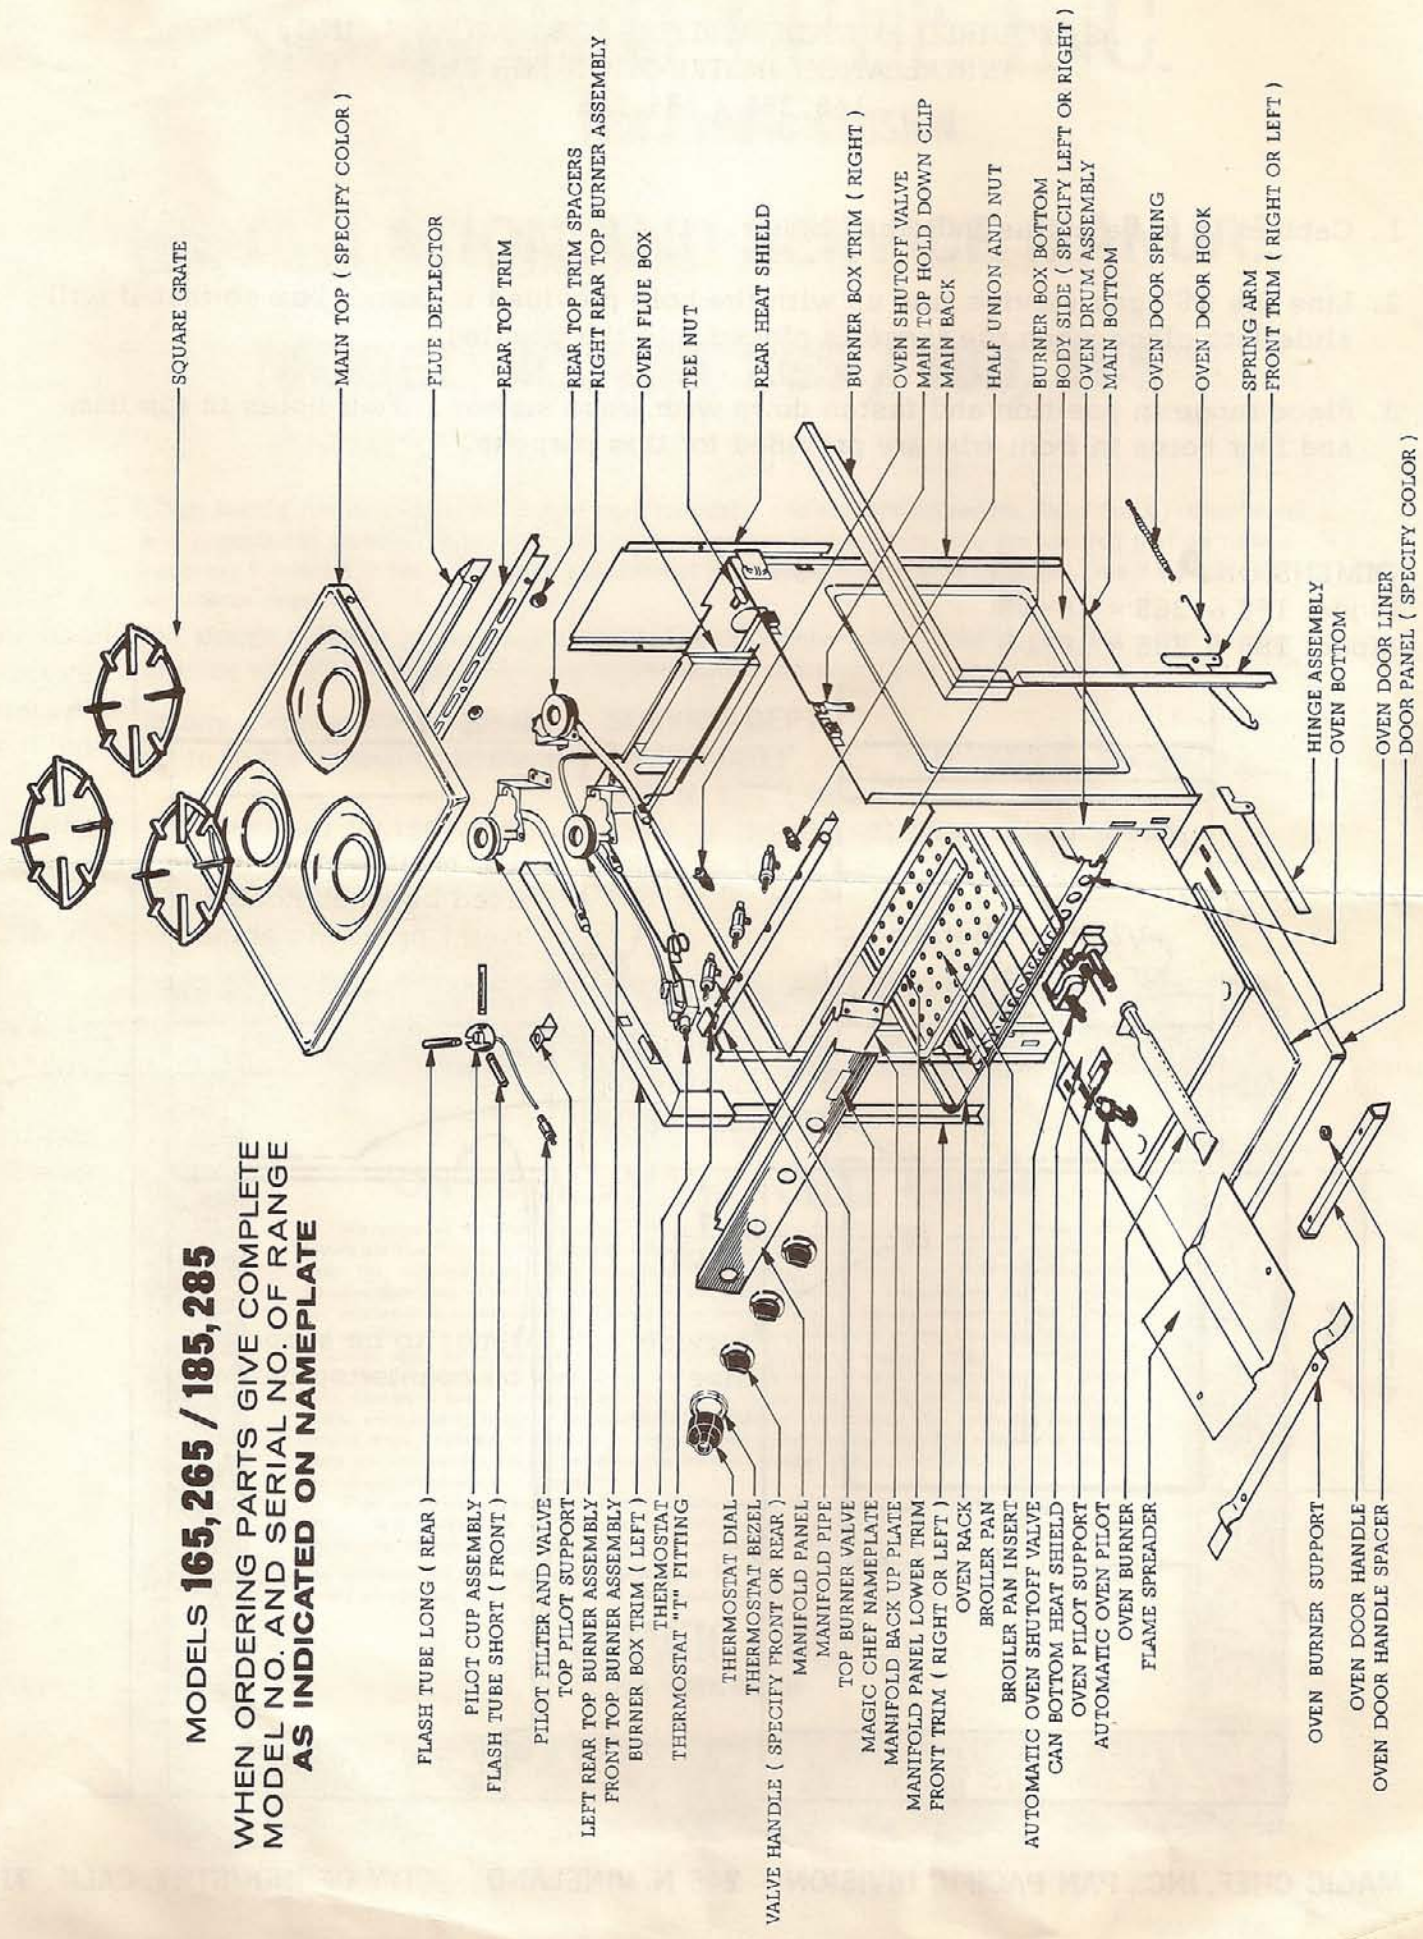 MODELS 165,265 / 185,285
WHEN ORDERING PARTS GIVE COMPLETE
MODEL NO. AND SERIAL NO. OF RANGE
AS INDICATED ON NAMEPLATE
FLASH TUBE LONG ( REAR )
PILOT CUP ASSEMBLY
FLASH TUBE SHORT ( FRONT )
PILOT FILTER AND VALVE
TOP PILOT SUPPORT
LEFT REAR TOP BURNER ASSEMBLY
FRONT TOP BURNER ASSEMBLY
BURNER BOX TRIM ( LEFT )
THERMOSTAT
THERMOSTAT "T" FITTING
THERMOSTAT DIAL
THERMOSTAT BEZEL
VALVE HANDLE ( SPECIFY FRONT OR REAR )
MANIFOLD PANEL
MANIFOLD PIPE
TOP BURNER VALVE
MAGIC CHEF NAMEPLATE
MANIFOLD BACK UP PLATE
MANIFOLD PANEL LOWER TRIM
FRONT TRIM ( RIGHT OR LEFT )
OVEN RACK
BROILER PAN
BROILER PAN INSERT
AUTOMATIC OVEN SHUTOFF VALVE
CAN BOTTOM HEAT SHIELD
OVEN PILOT SUPPORT
AUTOMATIC OVEN PILOT
OVEN BURNER
FLAME SPREADER
OVEN BURNER SUPPORT
OVEN DOOR HANDLE
OVEN DOOR HANDLE SPACER
SQUARE GRATE
MAIN TOP ( SPECIFY COLOR )
FLUE DEFLECTOR
REAR TOP TRIM
REAR TOP TRIM SPACERS
RIGHT REAR TOP BURNER ASSEMBLY
OVEN FLUE BOX
TEE NUT
REAR HEAT SHIELD
BURNER BOX TRIM ( RIGHT )
OVEN SHUTOFF VALVE
MAIN TOP HOLD DOWN CLIP
MAIN BACK
HALF UNION AND NUT
BURNER BOX BOTTOM
BODY SIDE ( SPECIFY LEFT OR RIGHT )
OVEN DRUM ASSEMBLY
MAIN BOTTOM
OVEN DOOR SPRING
OVEN DOOR HOOK
SPRING ARM
FRONT TRIM ( RIGHT OR LEFT )
HINGE ASSEMBLY
OVEN BOTTOM
OVEN DOOR LINER
DOOR PANEL ( SPECIFY COLOR )